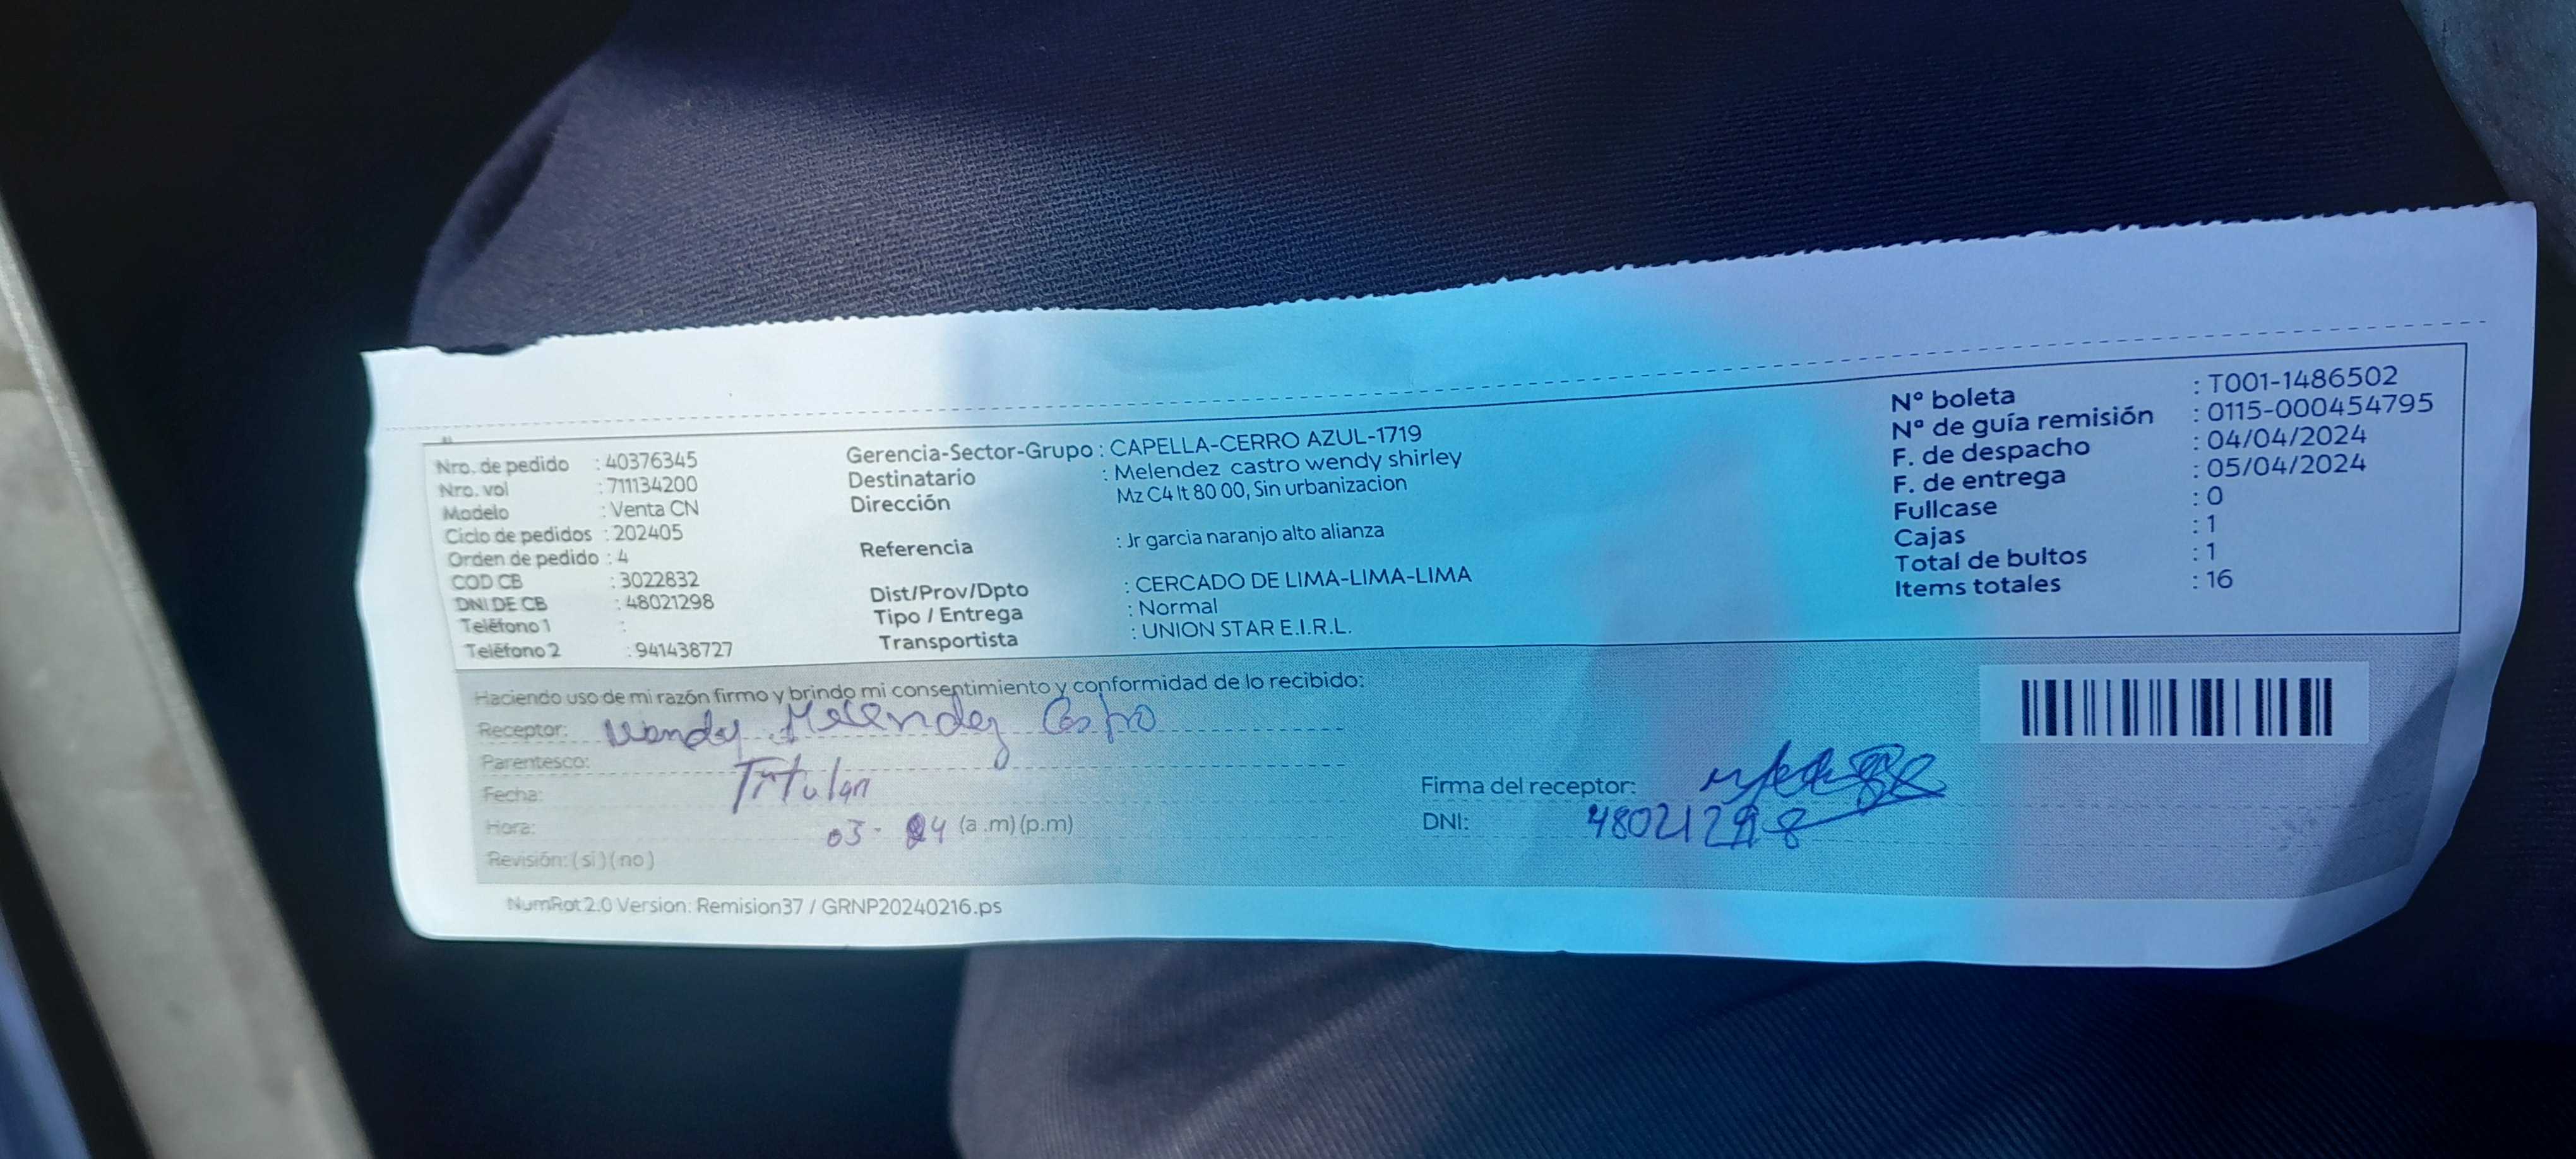 Nro. de pedido : 40376345
Nro. vol : 711134200
Modelo : Venta CN
Ciclo de pedidos : 202405
Orden de pedido : 4
COD CB : 3022832
DNI DE CB : 48021298
Teléfono 1 :
Teléfono 2 : 941438727
Gerencia-Sector-Grupo : CAPELLA-CERRO AZUL-1719
Destinatario : Melendez castro wendy shirley
Dirección Mz C4 lt 80 00, Sin urbanizacion
Referencia : Jr garcia naranjo alto alianza
Dist/Prov/Dpto : CERCADO DE LIMA-LIMA-LIMA
Tipo / Entrega : Normal
Transportista : UNION STAR E.I.R.L.
Nº boleta : T001-1486502
Nº de guía remisión : 0115-000454795
F. de despacho : 04/04/2024
F. de entrega : 05/04/2024
Fullcase : 0
Cajas : 1
Total de bultos : 1
Items totales : 16
Haciendo uso de mi razón firmo y brindo mi consentimiento y conformidad de lo recibido:
Receptor: Wendy Melendez Castro
Parentesco: Titular
Fecha:
Hora: (a .m) (p.m)
Revisión: ( si ) ( no )
Firma del receptor:
DNI: 48021298
NumRot 2.0 Version: Remision37 / GRNP20240216.ps